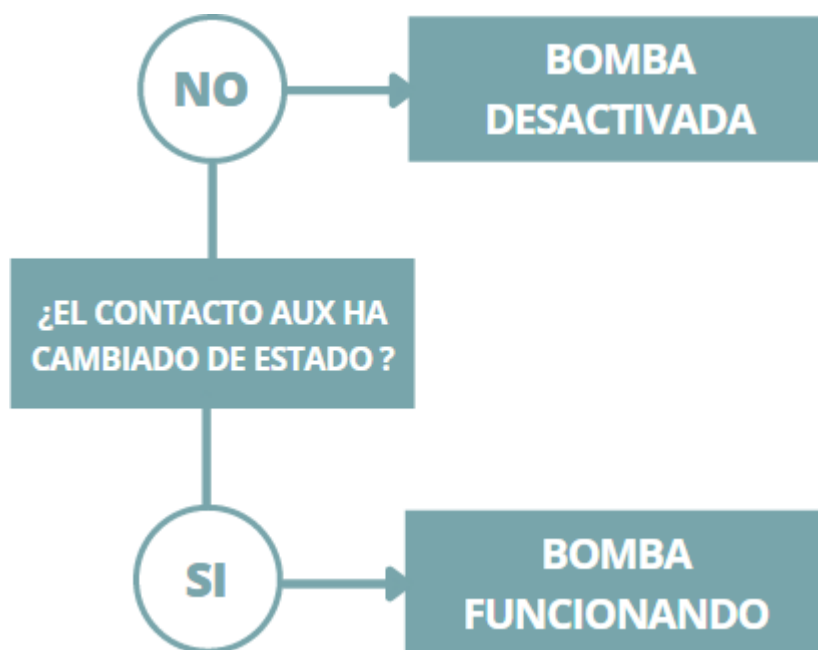 NO
BOMBA
DESACTIVADA
¿EL CONTACTO AUX HA
CAMBIADO DE ESTADO ?
SI
BOMBA
FUNCIONANDO